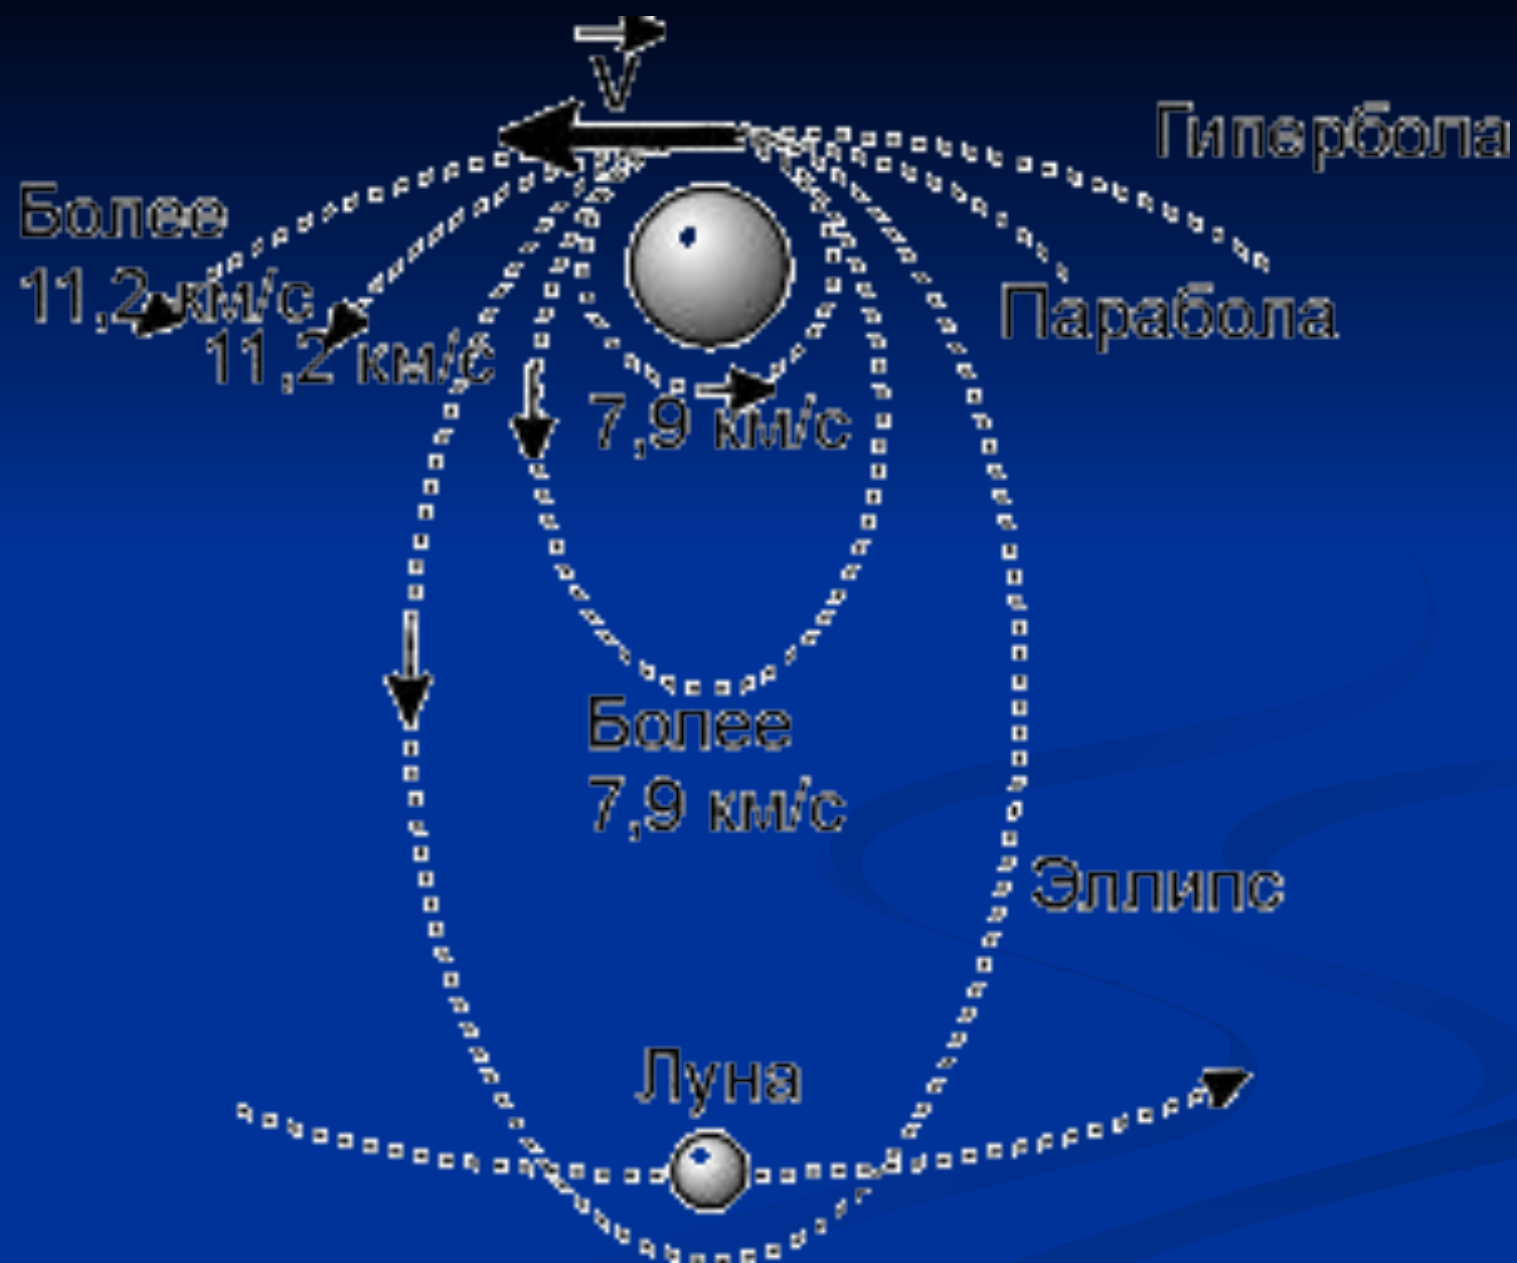 V
Гипербола
Более
11,2 км/с
Парабола
11,2 км/с
7,9 км/с
Более
7,9 км/с
Эллипс
Луна